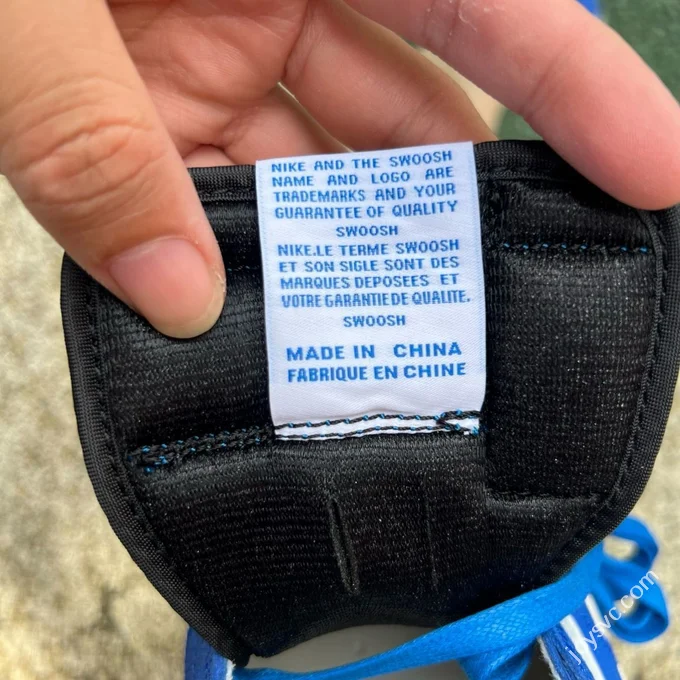 NIKE AND THE SWOOSH
NAME AND LOGO ARE
TRADEMARKS AND YOUR
GUARANTEE OF QUALITY
SWOOSH
NIKE.LE TERME SWOOSH
ET SON SIGLE SONT DES
MARQUES DEPOSEES ET
VOTRE GARANTIE DE QUALITE.
SWOOSH
MADE IN CHINA
FABRIQUE EN CHINE
joysvc.com